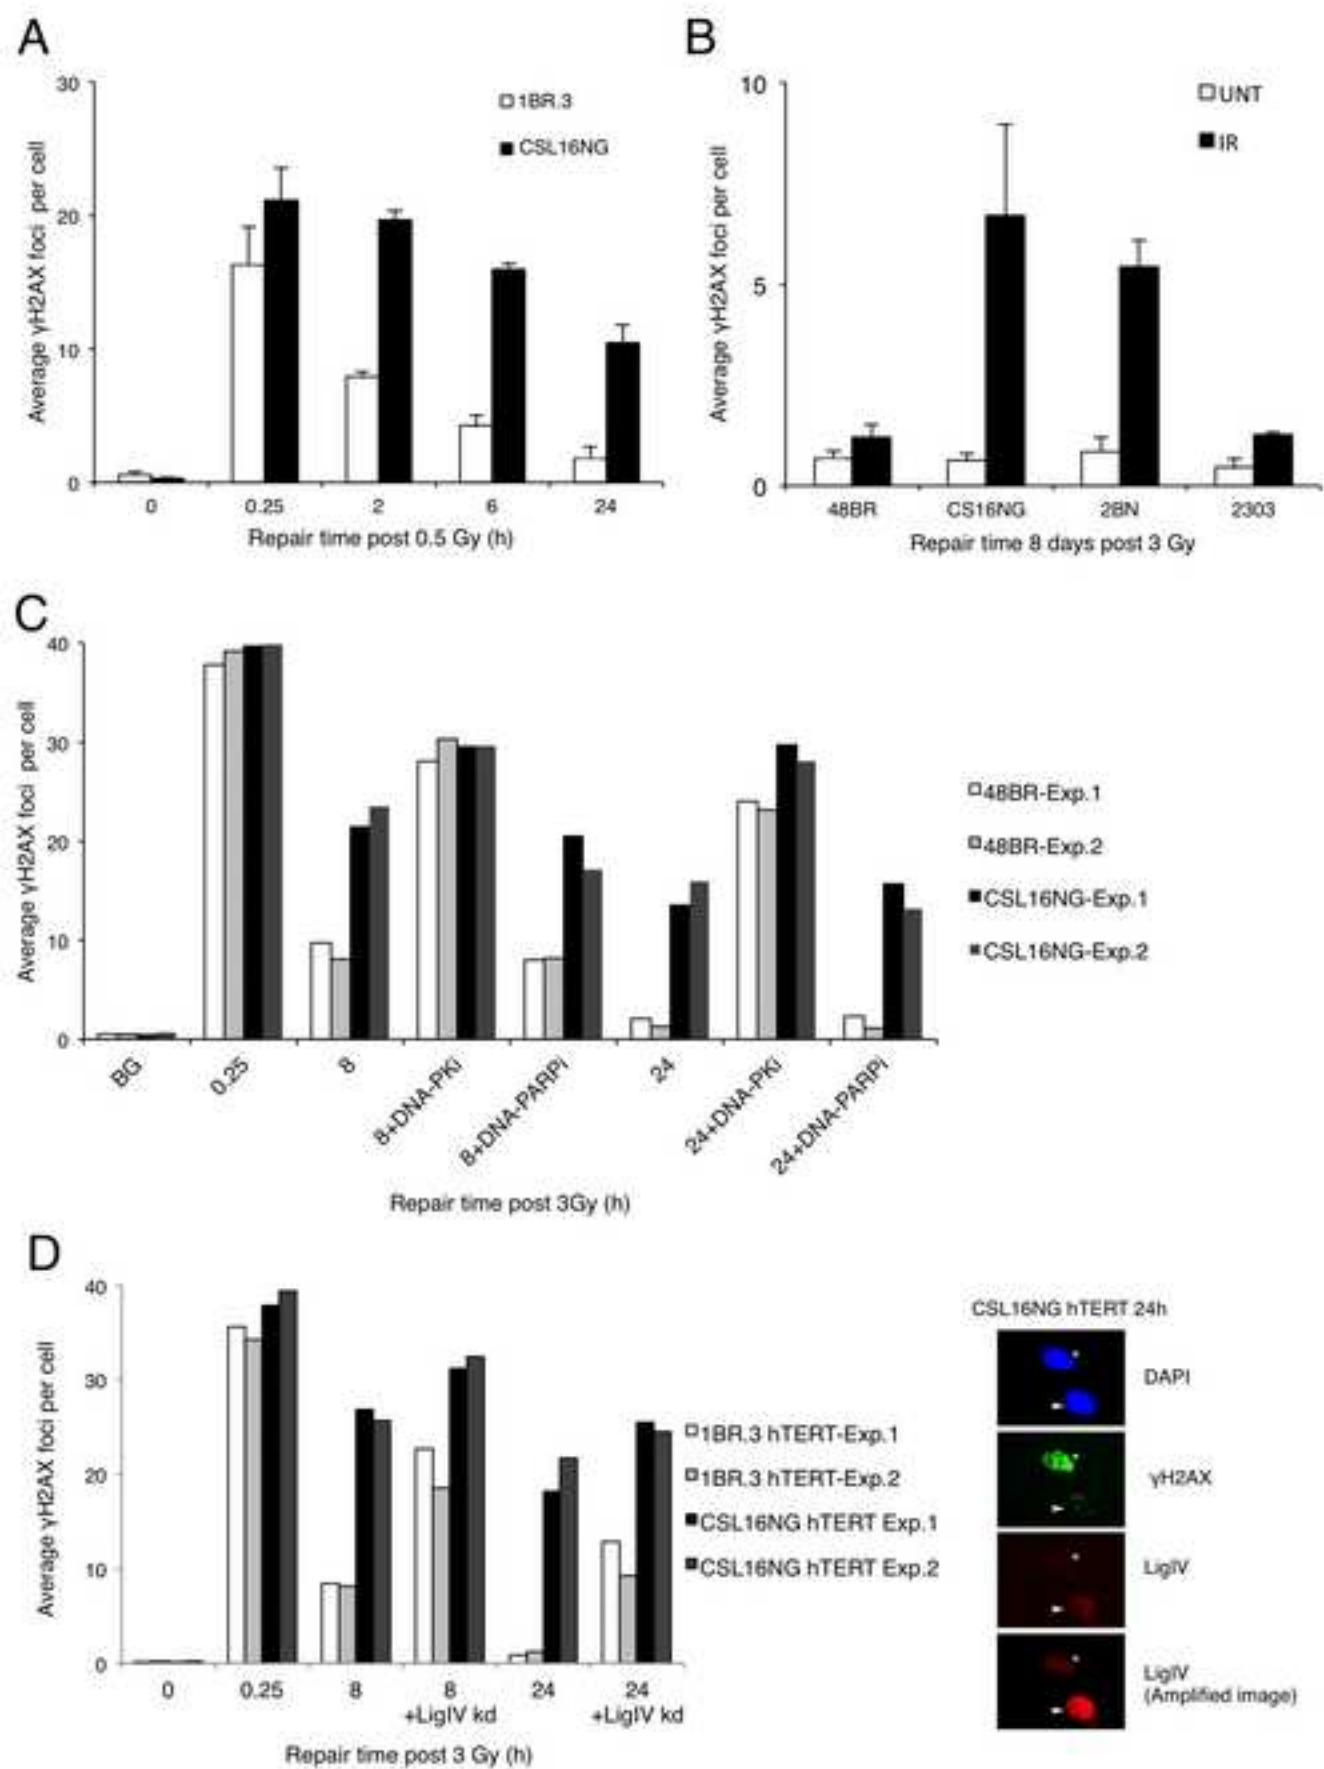 A
30
20
10
0
Average γH2AX foci per cell
1BR.3
CSL16NG
0 0.25 2 6 24
Repair time post 0.5 Gy (h)
B
10
5
0
Average γH2AX foci per cell
UNT
IR
48BR CS16NG 2BN 2303
Repair time 8 days post 3 Gy
C
40
30
20
10
0
Average γH2AX foci per cell
48BR-Exp.1
48BR-Exp.2
CSL16NG-Exp.1
CSL16NG-Exp.2
BG 0.25 8 8+DNA-PKi 8+DNA-PARPi 24 24+DNA-PKi 24+DNA-PARPi
Repair time post 3Gy (h)
D
40
30
20
10
0
Average γH2AX foci per cell
1BR.3 hTERT-Exp.1
1BR.3 hTERT-Exp.2
CSL16NG hTERT Exp.1
CSL16NG hTERT Exp.2
0 0.25 8 8 24 24
+LigIV kd +LigIV kd
Repair time post 3 Gy (h)
CSL16NG hTERT 24h
DAPI
γH2AX
LigIV
LigIV
(Amplified image)